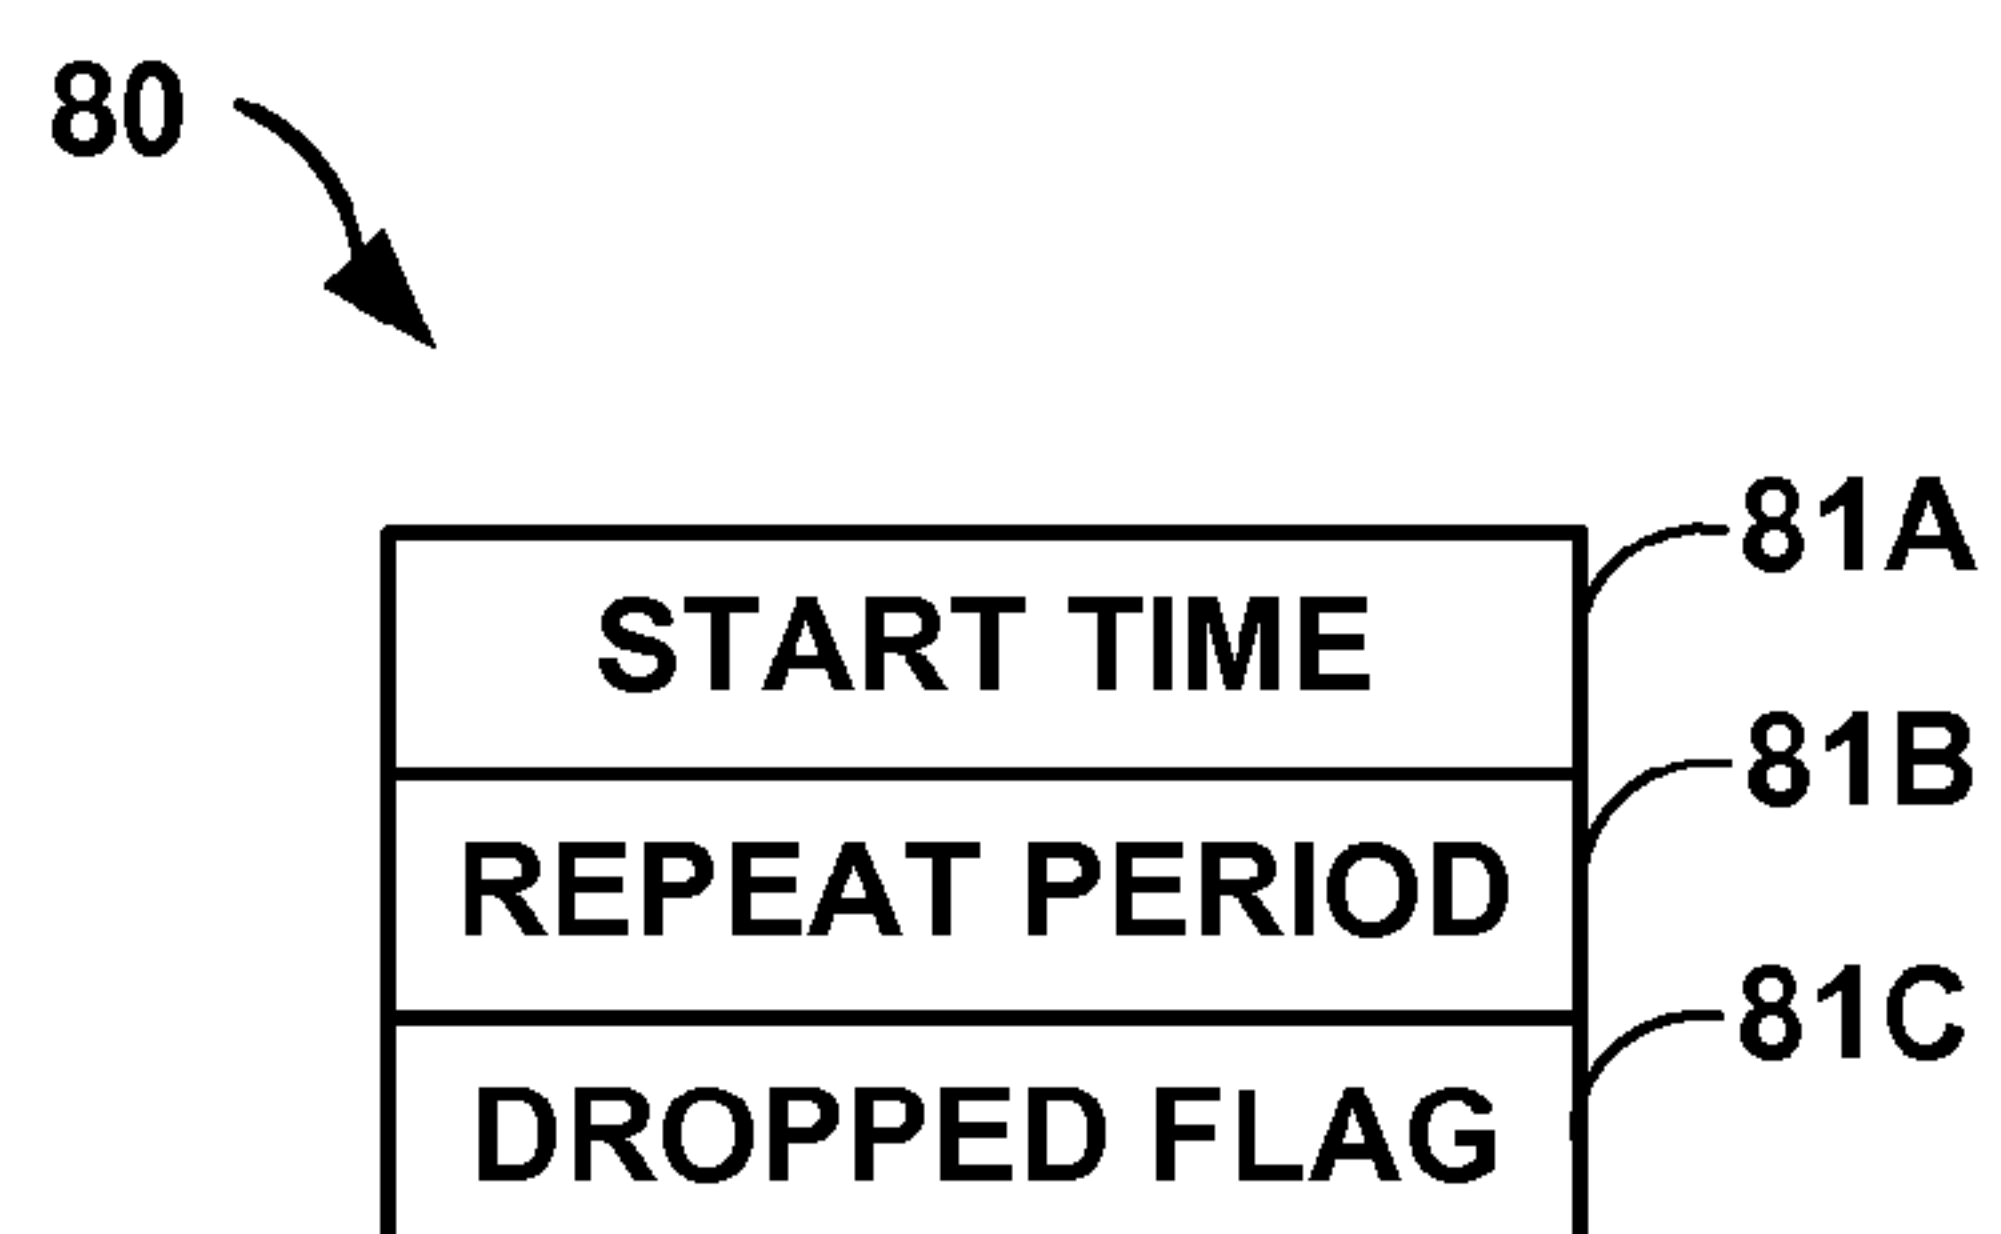 80
81A
START TIME
81B
REPEAT PERIOD
81C
DROPPED FLAG